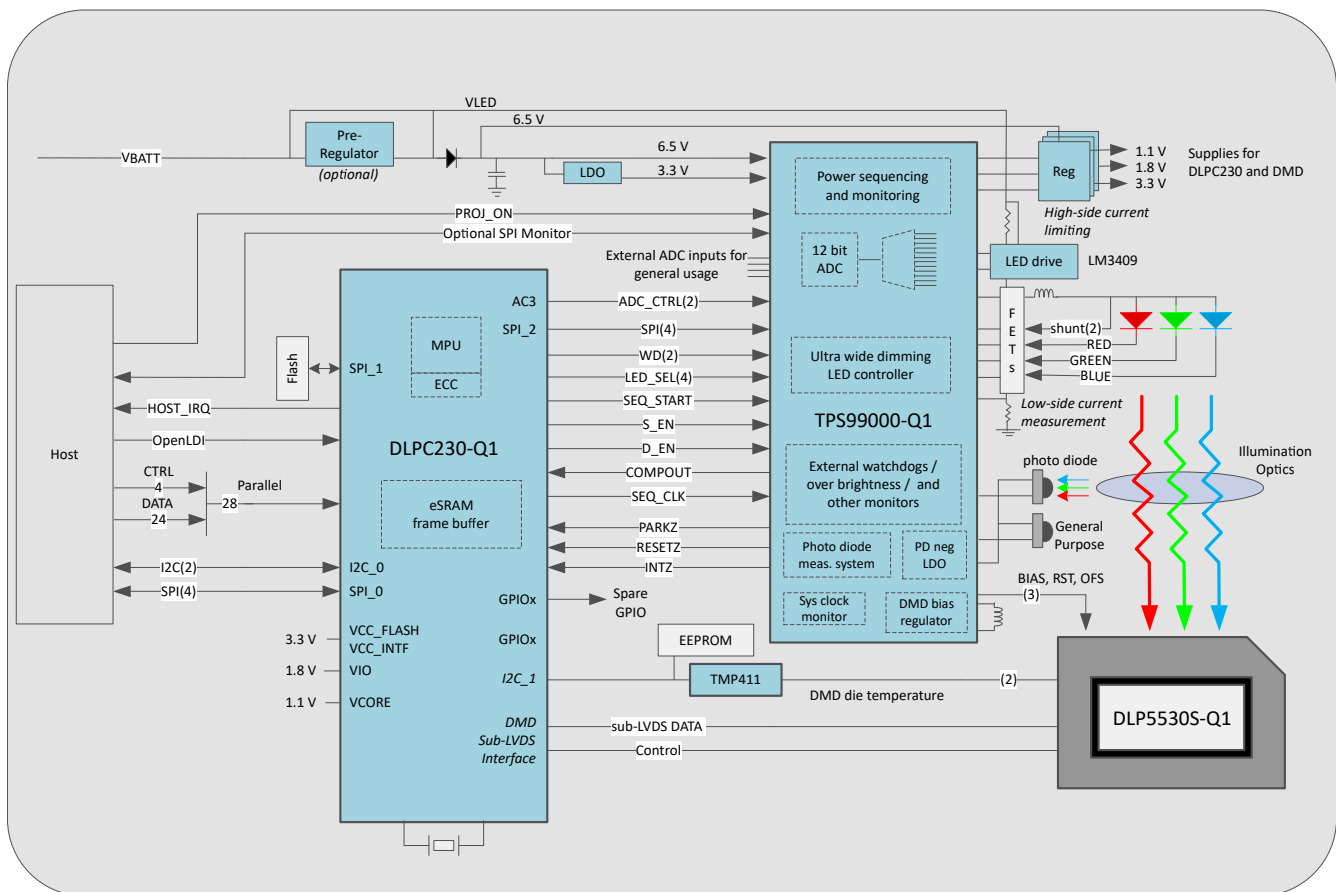 VLED
6.5 V
VBATT
Pre-
Regulator
(optional)
6.5 V
LDO
3.3 V
Power sequencing
and monitoring
Reg
1.1 V
1.8 V
3.3 V
Supplies for
DLPC230 and DMD
PROJ_ON
Optional SPI Monitor
High-side current
limiting
External ADC inputs for
general usage
12 bit
ADC
LED drive
LM3409
Host
AC3
ADC_CTRL(2)
SPI_2
SPI(4)
MPU
ECC
WD(2)
LED_SEL(4)
SEQ_START
S_EN
D_EN
COMPOUT
SEQ_CLK
PARKZ
RESETZ
INTZ
Flash
SPI_1
HOST_IRQ
OpenLDI
CTRL
4
DATA
24
28
Parallel
I2C(2)
I2C_0
SPI(4)
SPI_0
DLPC230-Q1
eSRAM
frame buffer
F
E
T
s
shunt(2)
RED
GREEN
BLUE
Ultra wide dimming
LED controller
TPS99000-Q1
Low-side current
measurement
External watchdogs /
over brightness / and
other monitors
photo diode
Illumination
Optics
General
Purpose
Photo diode
meas. system
PD neg
LDO
Sys clock
monitor
DMD bias
regulator
BIAS, RST, OFS
(3)
GPIOx
Spare
GPIO
GPIOx
3.3 V
VCC_FLASH
VCC_INTF
1.8 V
VIO
1.1 V
VCORE
EEPROM
I2C_1
TMP411
DMD die temperature
(2)
DMD
Sub-LVDS
Interface
sub-LVDS DATA
Control
DLP5530S-Q1